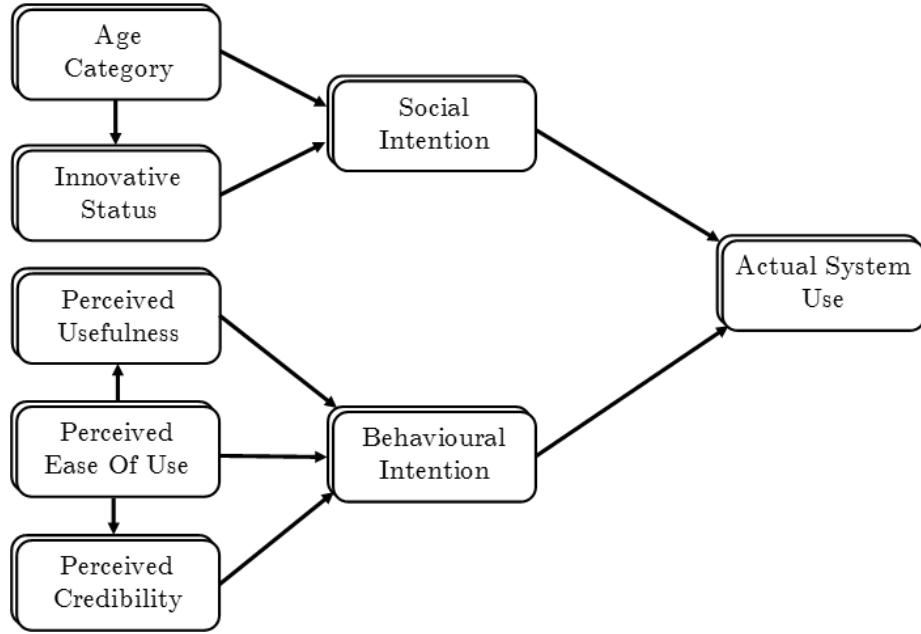 Age
Category
Social
Intention
Innovative
Status
Actual System
Use
Perceived
Usefulness
Perceived
Ease Of Use
Behavioural
Intention
Perceived
Credibility